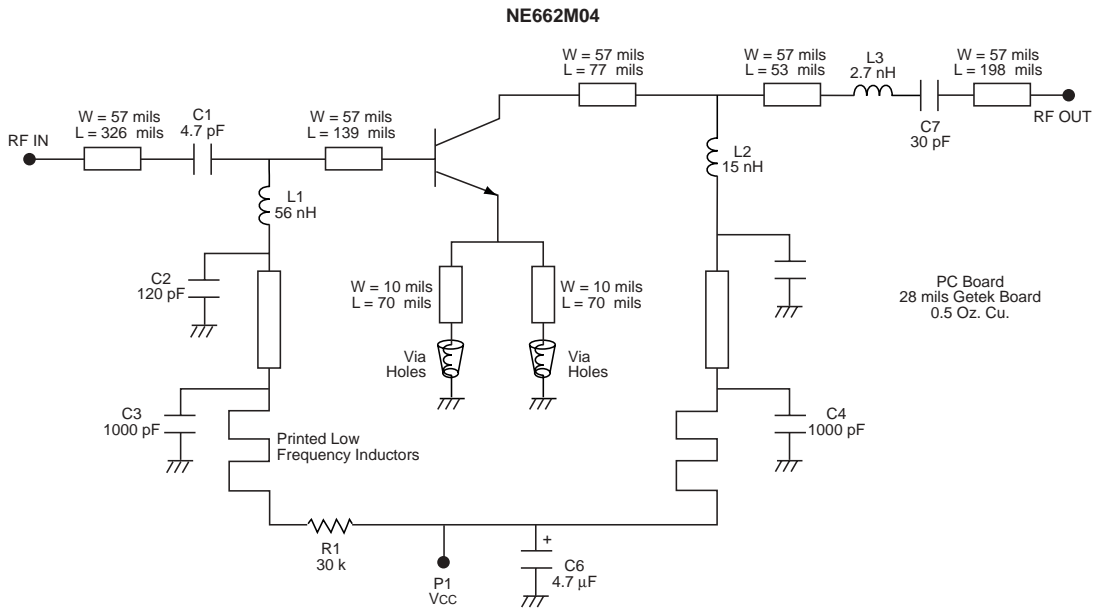 NE662M04
W = 57 mils
L = 77 mils
W = 57 mils
L = 53 mils
L3
2.7 nH
W = 57 mils
L = 198 mils
RF OUT
C7
30 pF
RF IN
W = 57 mils
L = 326 mils
C1
4.7 pF
W = 57 mils
L = 139 mils
L2
15 nH
L1
56 nH
C2
120 pF
W = 10 mils
L = 70 mils
W = 10 mils
L = 70 mils
PC Board
28 mils Getek Board
0.5 Oz. Cu.
Via
Holes
Via
Holes
C3
1000 pF
C4
1000 pF
Printed Low
Frequency Inductors
R1
30 k
P1
VCC
+
C6
4.7 µF